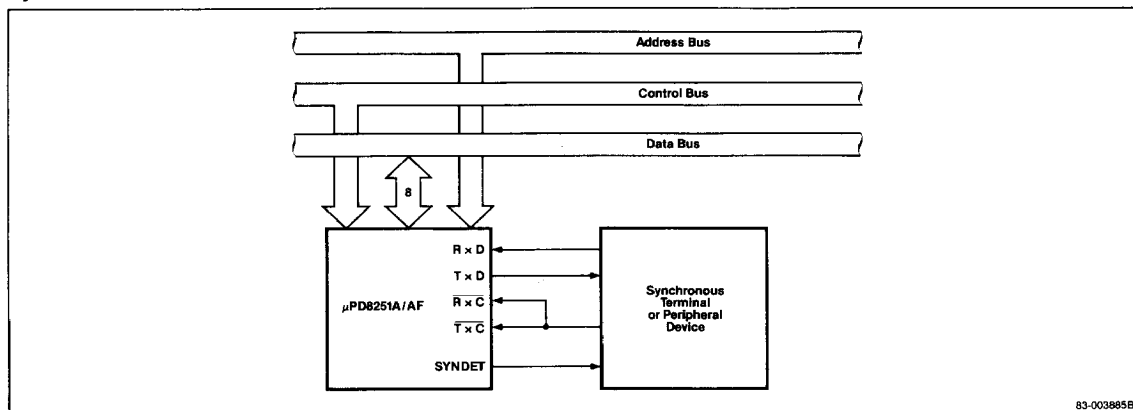 Address Bus
Control Bus
Data Bus
8
R × D
T × D
μPD8251A/AF
R̅ ×̅ C̅
T̅ ×̅ C̅
SYNDET
Synchronous
Terminal
or Peripheral
Device
83-003885B